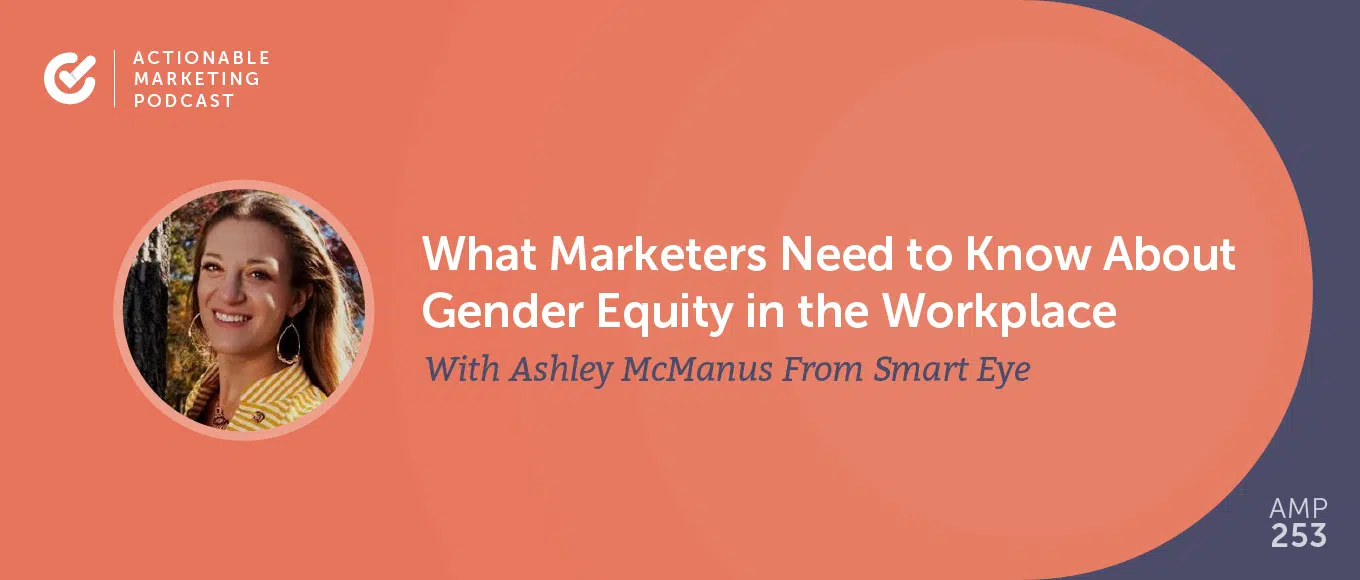 ACTIONABLE
MARKETING
PODCAST
What Marketers Need to Know About
Gender Equity in the Workplace
With Ashley McManus From Smart Eye
AMP
253